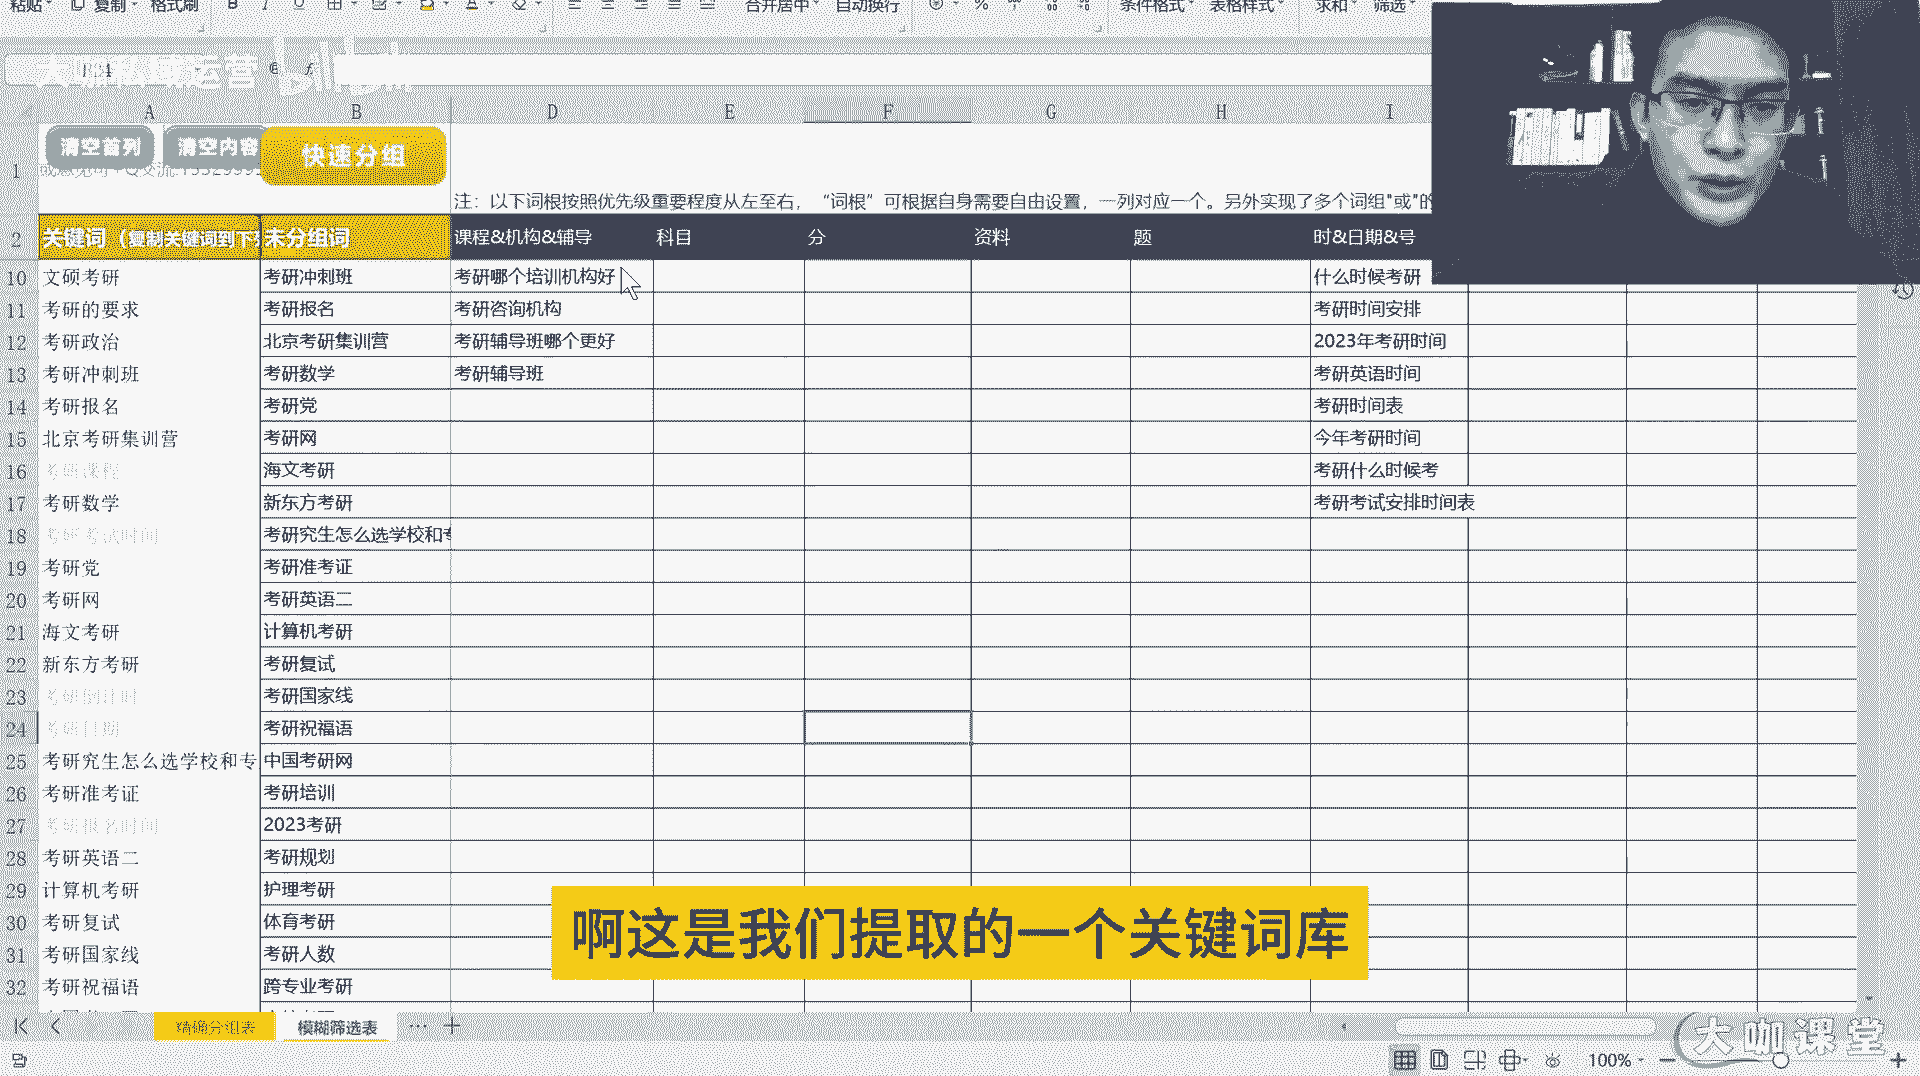 粘贴 复制 格式刷 B I U A 合并居中 自动换行 % 条件格式 表格样式 求和 筛选
大咖私域运营 bilibili
A B D E F G H I
清空首列 清空内容 快速分组
1 注：以下词根按照优先级重要程度从左至右，“词根”可根据自身需要自由设置，一列对应一个。另外实现了多个词组"或"的
2 关键词（复制关键词到下 未分组词 课程&机构&辅导 科目 分 资料 题 时&日期&号
10 文硕考研 考研冲刺班 考研哪个培训机构好 什么时候考研
11 考研的要求 考研报名 考研咨询机构 考研时间安排
12 考研政治 北京考研集训营 考研辅导班哪个更好 2023年考研时间
13 考研冲刺班 考研数学 考研辅导班 考研英语时间
14 考研报名 考研党 考研时间表
15 北京考研集训营 考研网 今年考研时间
16 考研课程 海文考研 考研什么时候考
17 考研数学 新东方考研 考研考试安排时间表
18 考研考试时间 考研究生怎么选学校和专
19 考研党 考研准考证
20 考研网 考研英语二
21 海文考研 计算机考研
22 新东方考研 考研复试
23 考研倒计时 考研国家线
24 考研日期 考研祝福语
25 考研究生怎么选学校和专 中国考研网
26 考研准考证 考研培训
27 考研报名时间 2023考研
28 考研英语二 考研规划
29 计算机考研 护理考研
30 考研复试 体育考研
31 考研国家线 考研人数
32 考研祝福语 跨专业考研
啊这是我们提取的一个关键词库
精确分组表 模糊筛选表 ··· +
大咖课堂
100% − +